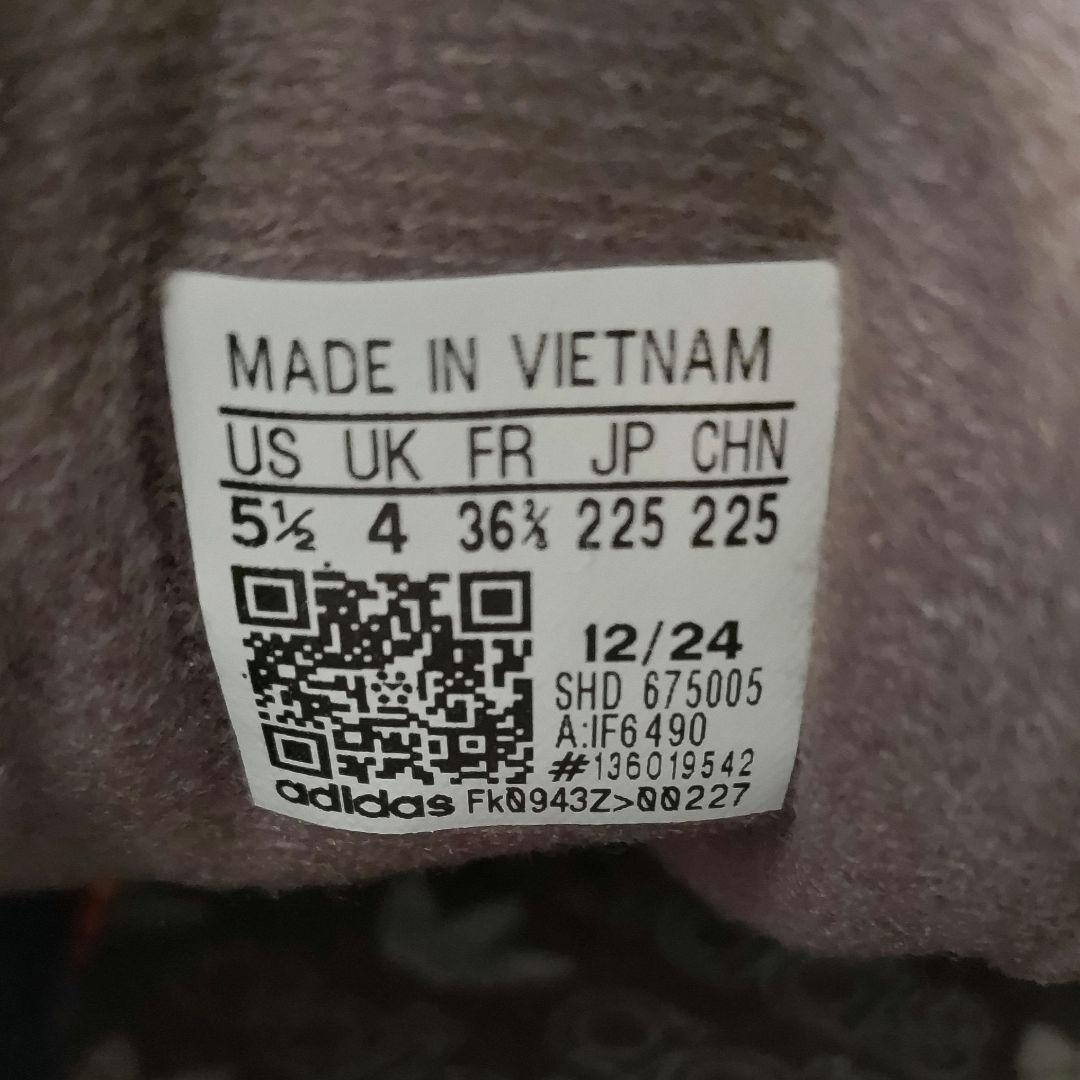 MADE IN VIETNAM
US UK FR JP CHN
5½ 4 36⅔ 225 225
12/24
SHD 675005
A:IF6490
#136019542
adidas Fk0943Z>00227